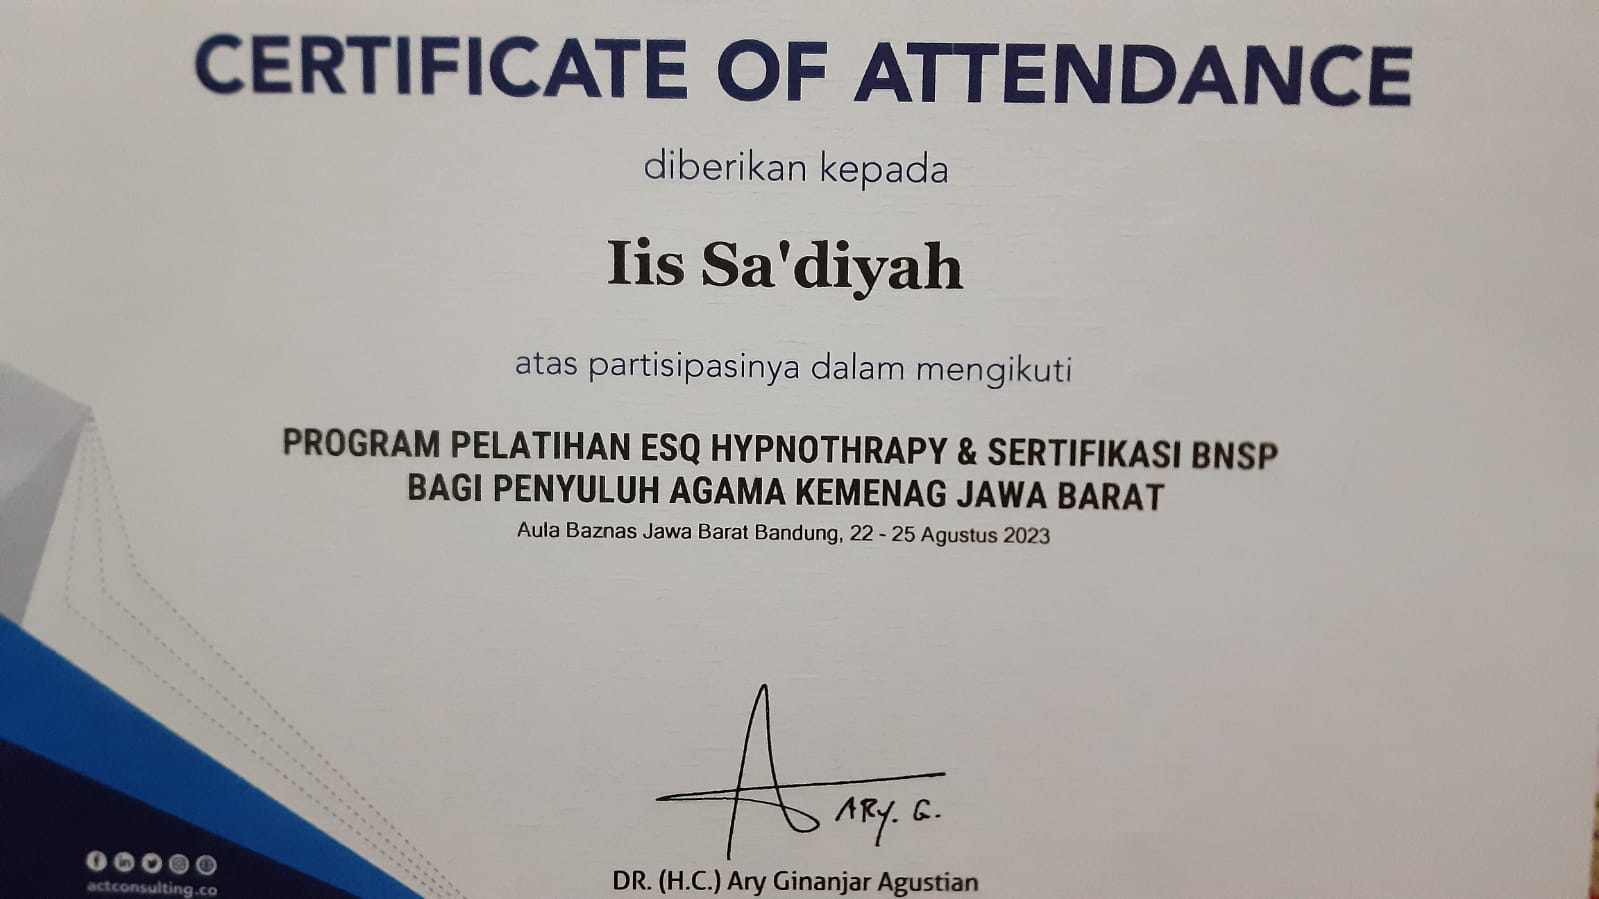 CERTIFICATE OF ATTENDANCE
diberikan kepada
Iis Sa'diyah
atas partisipasinya dalam mengikuti
PROGRAM PELATIHAN ESQ HYPNOTHRAPY & SERTIFIKASI BNSP
BAGI PENYULUH AGAMA KEMENAG JAWA BARAT
Aula Baznas Jawa Barat Bandung, 22 - 25 Agustus 2023
ARY. G.
DR. (H.C.) Ary Ginanjar Agustian
actconsulting.co